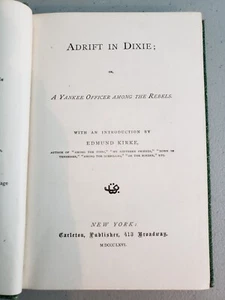 ADRIFT IN DIXIE;
OR,
A YANKEE OFFICER AMONG THE REBELS.
WITH AN INTRODUCTION BY
EDMUND KIRKE,
AUTHOR OF "AMONG THE PINES," "MY SOUTHERN FRIENDS," "DOWN IN
TENNESSEE," "AMONG THE GUERILLAS," "ON THE BORDER," ETC.
NEW YORK:
Carleton, Publisher, 413 Broadway.
MDCCCLXVI.